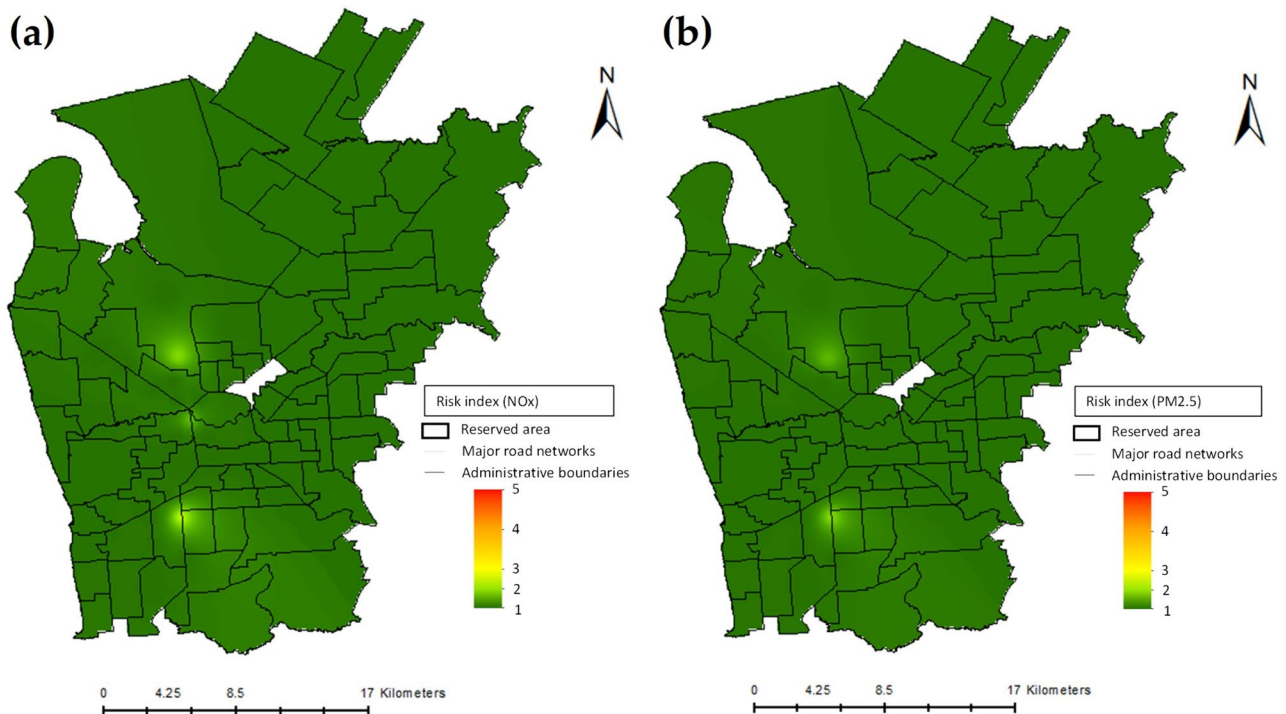 (a)
N
Risk index (NOx)
Reserved area
Major road networks
Administrative boundaries
5
4
3
2
1
0 4.25 8.5 17 Kilometers
(b)
N
Risk index (PM2.5)
Reserved area
Major road networks
Administrative boundaries
5
4
3
2
1
0 4.25 8.5 17 Kilometers